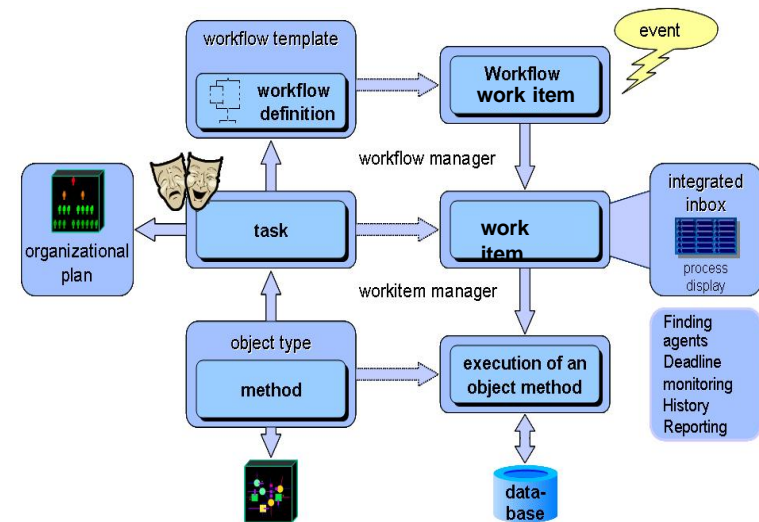 workflow template
workflow
definition
Workflow
work item
event
workflow manager
organizational
plan
task
work
item
integrated
inbox
process
display
workitem manager
object type
method
execution of an
object method
Finding
agents
Deadline
monitoring
History
Reporting
data-
base